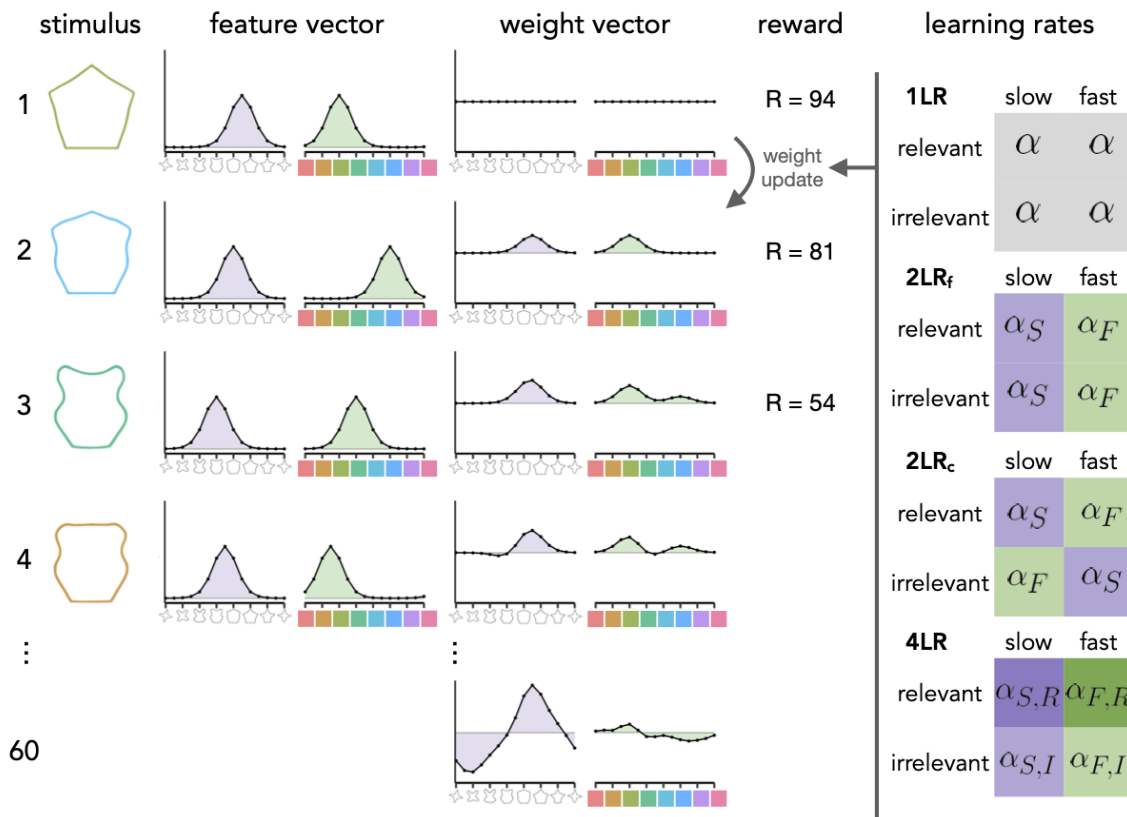 stimulus feature vector weight vector reward learning rates
1 R = 94
weight
update
2 R = 81
3 R = 54
4
⋮ ⋮
60
1LR slow fast
relevant α α
irrelevant α α
2LRf slow fast
relevant αS αF
irrelevant αS αF
2LRc slow fast
relevant αS αF
irrelevant αF αS
4LR slow fast
relevant αS,R αF,R
irrelevant αS,I αF,I